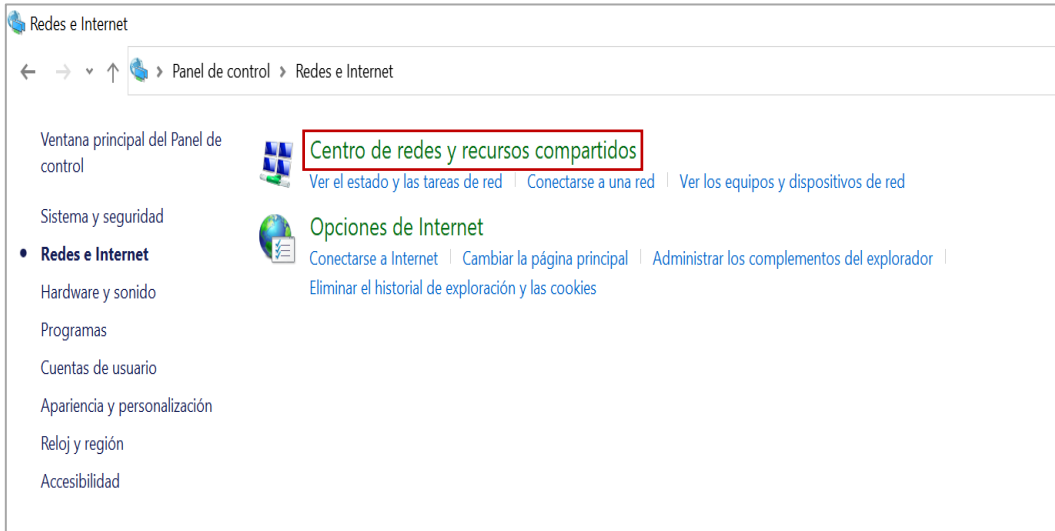 Redes e Internet
Panel de control > Redes e Internet
Ventana principal del Panel de
control
Sistema y seguridad
Redes e Internet
Hardware y sonido
Programas
Cuentas de usuario
Apariencia y personalización
Reloj y región
Accesibilidad
Centro de redes y recursos compartidos
Ver el estado y las tareas de red | Conectarse a una red | Ver los equipos y dispositivos de red
Opciones de Internet
Conectarse a Internet | Cambiar la página principal | Administrar los complementos del explorador |
Eliminar el historial de exploración y las cookies